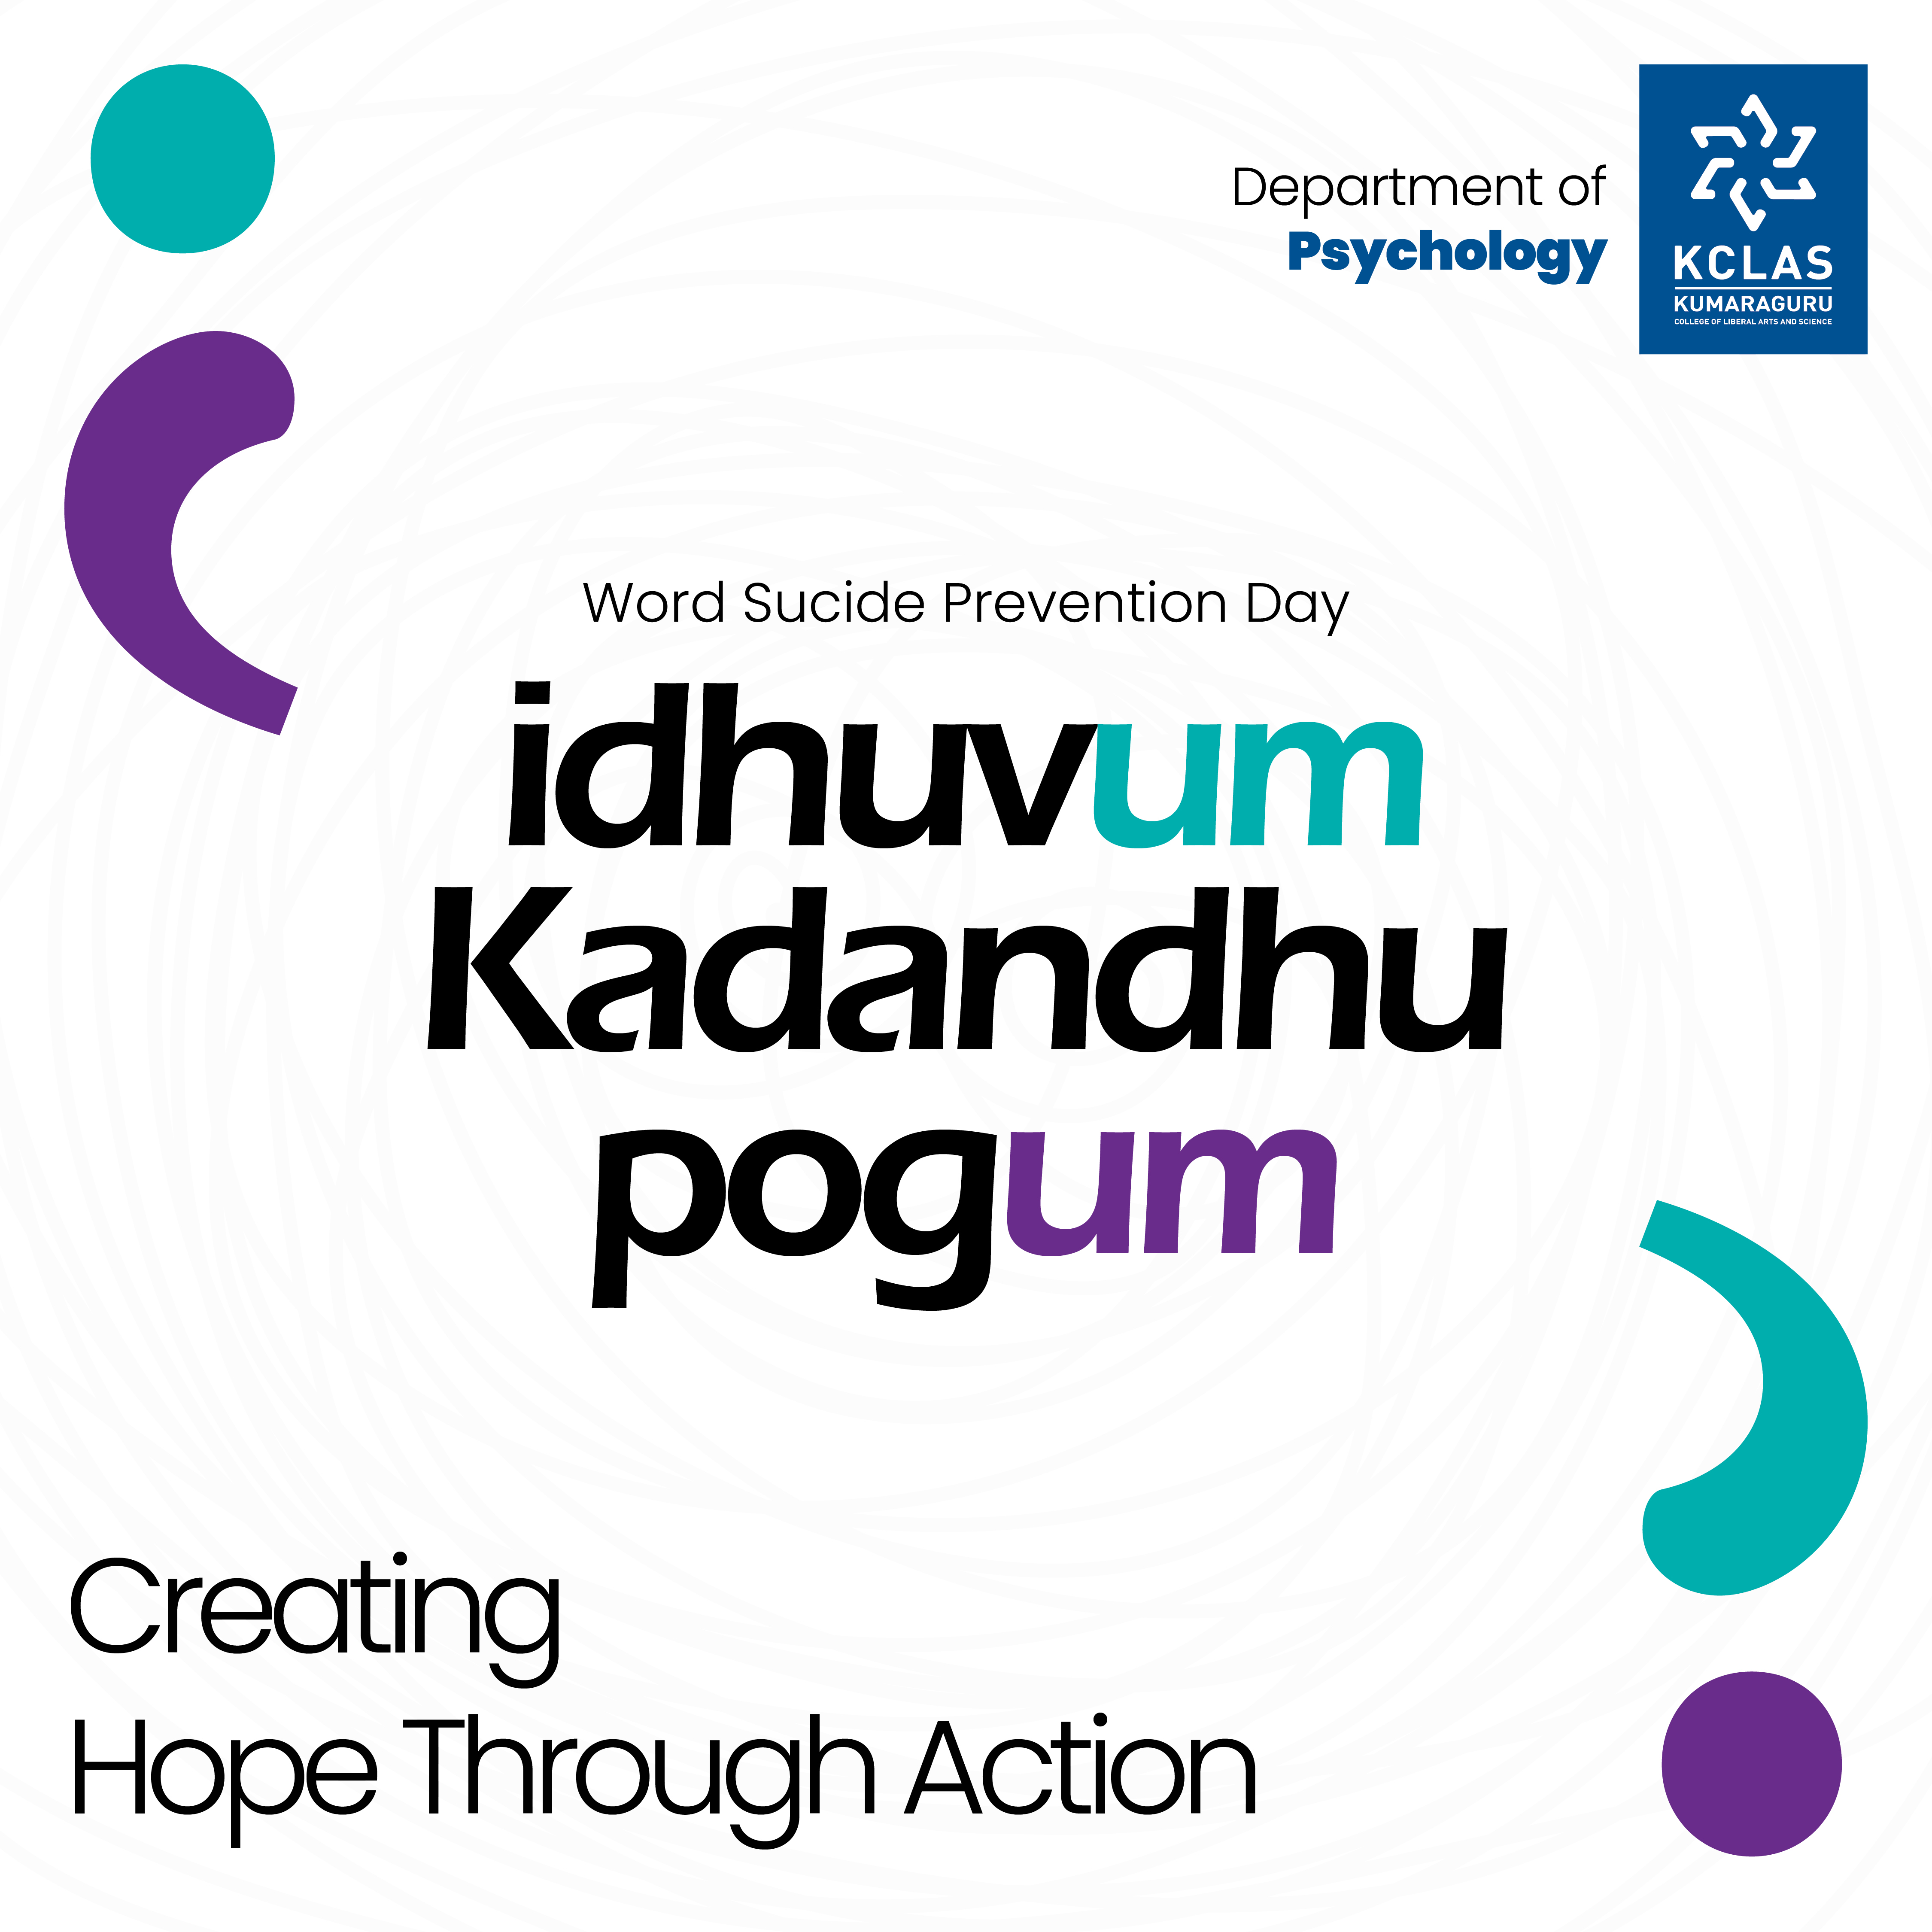 Department of
Psychology
KCLAS
KUMARAGURU
COLLEGE OF LIBERAL ARTS AND SCIENCE
Word Sucide Prevention Day
idhuvum
Kadandhu
pogum
Creating
Hope Through Action